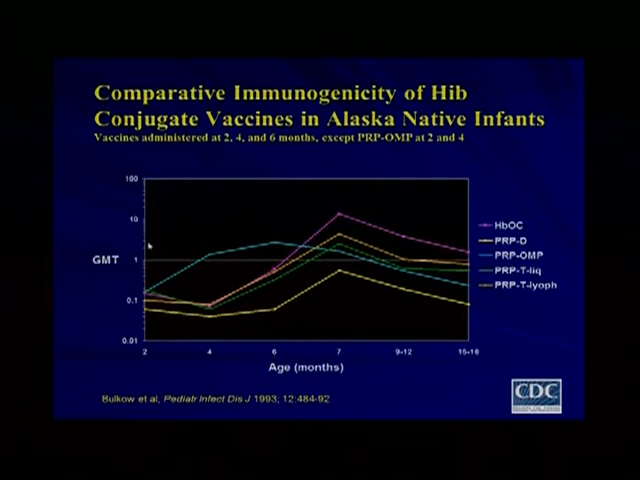 Comparative Immunogenicity of Hib
Conjugate Vaccines in Alaska Native Infants
Vaccines administered at 2, 4, and 6 months, except PRP-OMP at 2 and 4
100
10
1
0.1
0.01
GMT
2 4 6 7 9-12 15-18
Age (months)
HbOC
PRP-D
PRP-OMP
PRP-T-liq
PRP-T-lyoph
Bulkow et al, Pediatr Infect Dis J 1993; 12:484-92
CDC